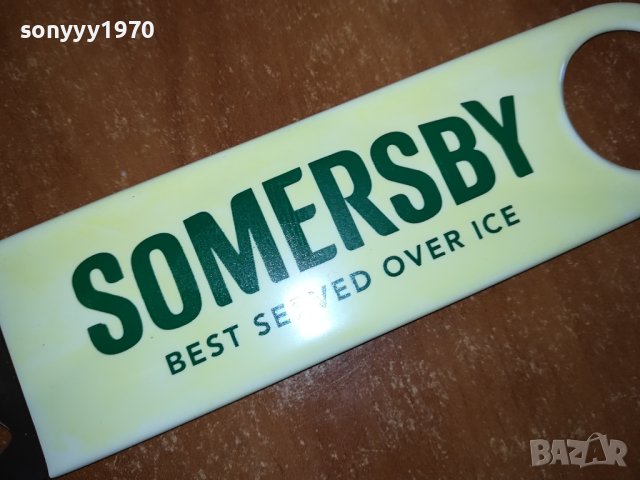 sonyyy1970
SOMERSBY
BEST SERVED OVER ICE
BAZAR